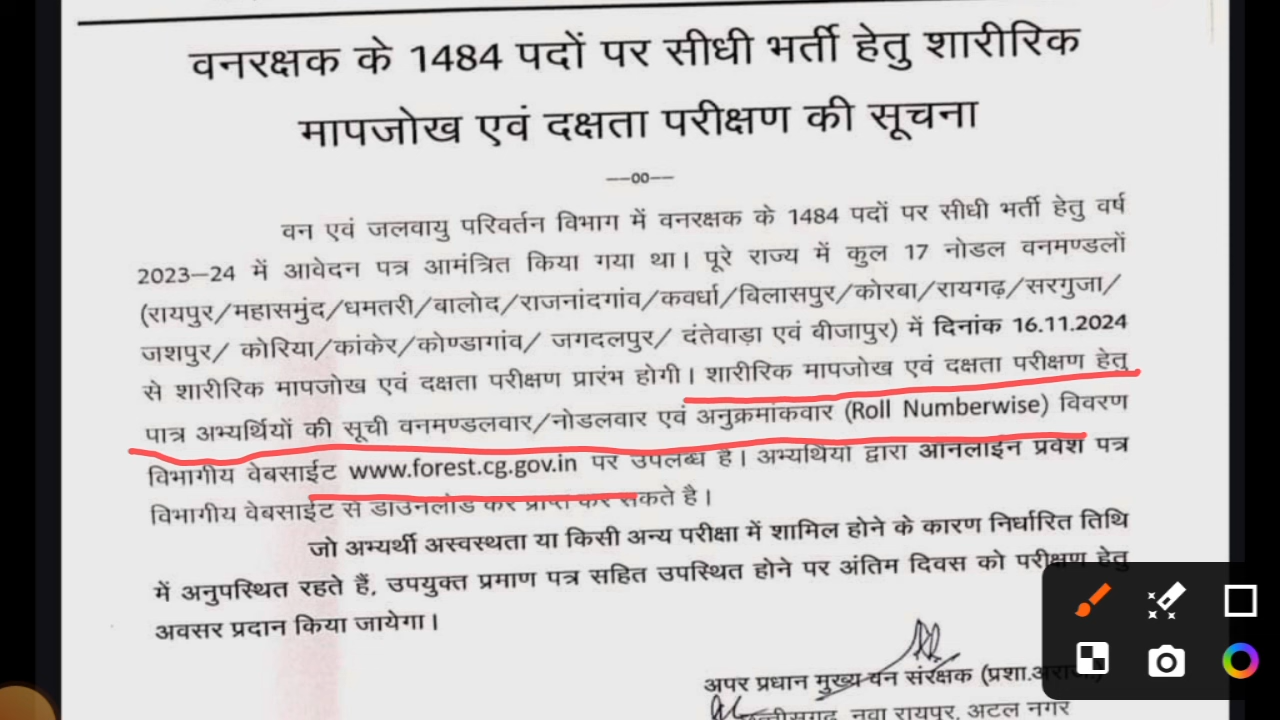 वनरक्षक के 1484 पदों पर सीधी भर्ती हेतु शारीरिक
मापजोख एवं दक्षता परीक्षण की सूचना
—00—
वन एवं जलवायु परिवर्तन विभाग में वनरक्षक के 1484 पदों पर सीधी भर्ती हेतु वर्ष
2023—24 में आवेदन पत्र आमंत्रित किया गया था। पूरे राज्य में कुल 17 नोडल वनमण्डलों
(रायपुर/महासमुंद/धमतरी/बालोद/राजनांदगांव/कवर्धा/बिलासपुर/कोरबा/रायगढ़/सरगुजा/
जशपुर/ कोरिया/कांकेर/कोण्डागांव/ जगदलपुर/ दंतेवाड़ा एवं बीजापुर) में दिनांक 16.11.2024
से शारीरिक मापजोख एवं दक्षता परीक्षण प्रारंभ होगी। शारीरिक मापजोख एवं दक्षता परीक्षण हेतु
पात्र अभ्यर्थियों की सूची वनमण्डलवार/नोडलवार एवं अनुक्रमांकवार (Roll Numberwise) विवरण
विभागीय वेबसाईट www.forest.cg.gov.in पर उपलब्ध है। अभ्यर्थियों द्वारा ऑनलाईन प्रवेश पत्र
विभागीय वेबसाईट से डाउनलोड कर प्राप्त कर सकते है।
जो अभ्यर्थी अस्वस्थता या किसी अन्य परीक्षा में शामिल होने के कारण निर्धारित तिथि
में अनुपस्थित रहते हैं, उपयुक्त प्रमाण पत्र सहित उपस्थित होने पर अंतिम दिवस को परीक्षण हेतु
अवसर प्रदान किया जायेगा।
अपर प्रधान मुख्य वन संरक्षक (प्रशा.अराज.)
छत्तीसगढ़, नवा रायपुर, अटल नगर